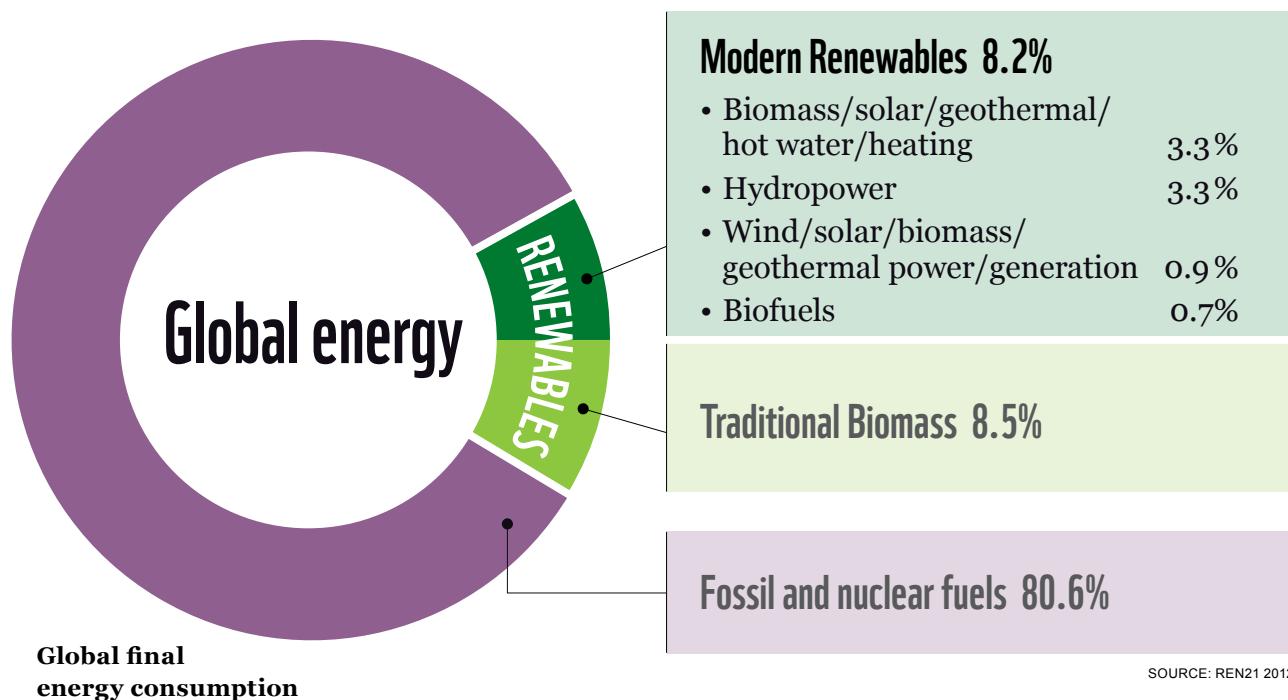 Global energy
RENEWABLES
Modern Renewables 8.2%
• Biomass/solar/geothermal/
hot water/heating 3.3%
• Hydropower 3.3%
• Wind/solar/biomass/
geothermal power/generation 0.9%
• Biofuels 0.7%
Traditional Biomass 8.5%
Fossil and nuclear fuels 80.6%
Global final
energy consumption
SOURCE: REN21